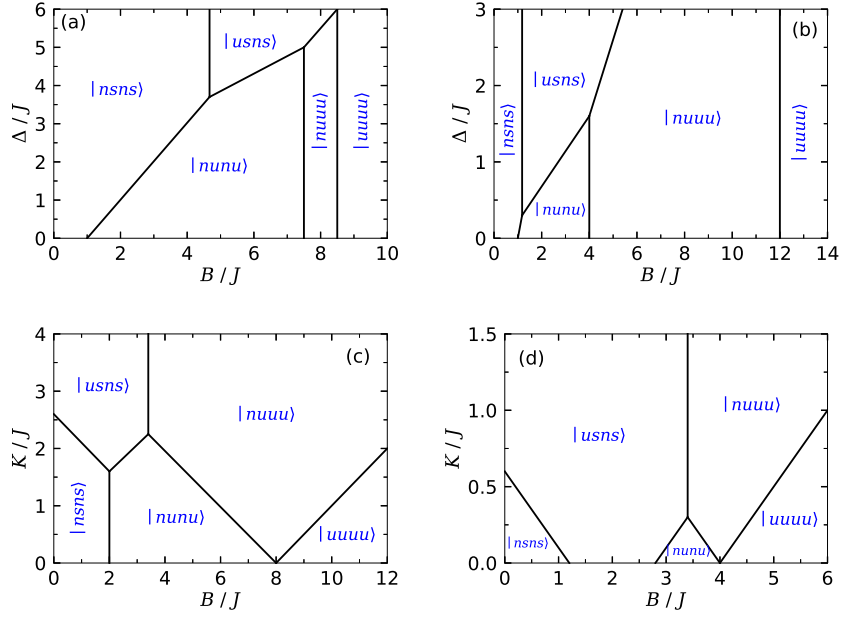 (a)
6
5
4
3
2
1
0
Δ / J
|nsns⟩
|usns⟩
|nunu⟩
|nuuu⟩
|uuuu⟩
0 2 4 6 8 10
B / J
(b)
3
2
1
0
Δ / J
|nsns⟩
|usns⟩
|nunu⟩
|nuuu⟩
|uuuu⟩
0 2 4 6 8 10 12 14
B / J
(c)
4
3
2
1
0
K / J
|usns⟩
|nuuu⟩
|nsns⟩
|nunu⟩
|uuuu⟩
0 2 4 6 8 10 12
B / J
(d)
1.5
1.0
0.5
0.0
K / J
|usns⟩
|nuuu⟩
|nsns⟩
|nunu⟩
|uuuu⟩
0 1 2 3 4 5 6
B / J